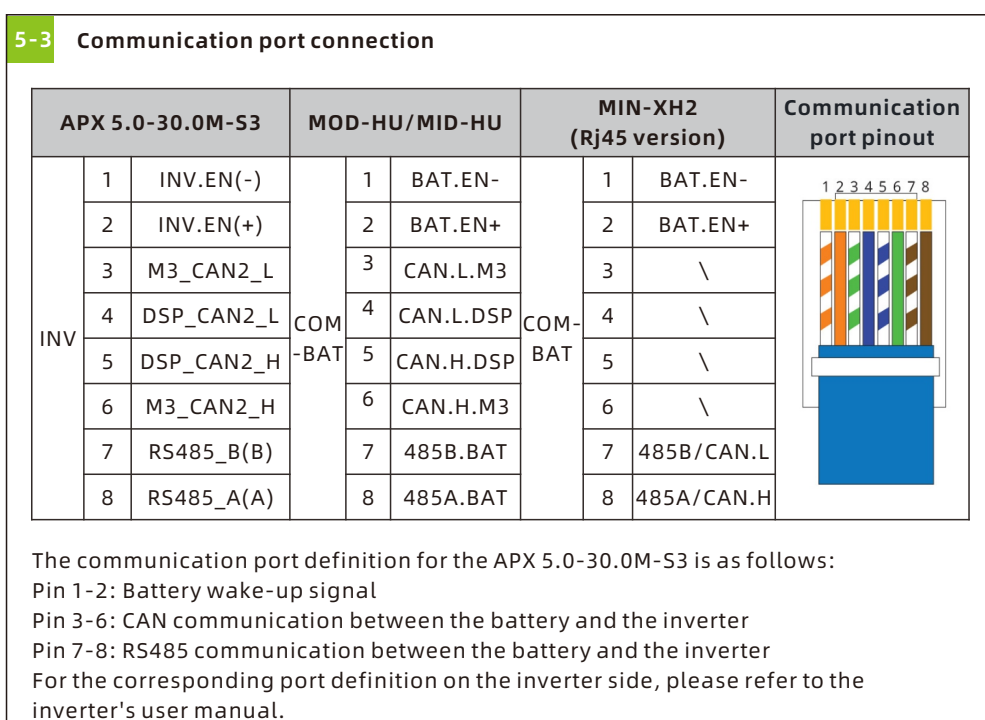 5-3 Communication port connection
APX 5.0-30.0M-S3 MOD-HU/MID-HU MIN-XH2 (Rj45 version) Communication port pinout
INV COM-BAT COM-BAT
1 INV.EN(-) 1 BAT.EN- 1 BAT.EN-
2 INV.EN(+) 2 BAT.EN+ 2 BAT.EN+
3 M3_CAN2_L 3 CAN.L.M3 3 \
4 DSP_CAN2_L 4 CAN.L.DSP 4 \
5 DSP_CAN2_H 5 CAN.H.DSP 5 \
6 M3_CAN2_H 6 CAN.H.M3 6 \
7 RS485_B(B) 7 485B.BAT 7 485B/CAN.L
8 RS485_A(A) 8 485A.BAT 8 485A/CAN.H
1 2 3 4 5 6 7 8
The communication port definition for the APX 5.0-30.0M-S3 is as follows:
Pin 1-2: Battery wake-up signal
Pin 3-6: CAN communication between the battery and the inverter
Pin 7-8: RS485 communication between the battery and the inverter
For the corresponding port definition on the inverter side, please refer to the
inverter's user manual.